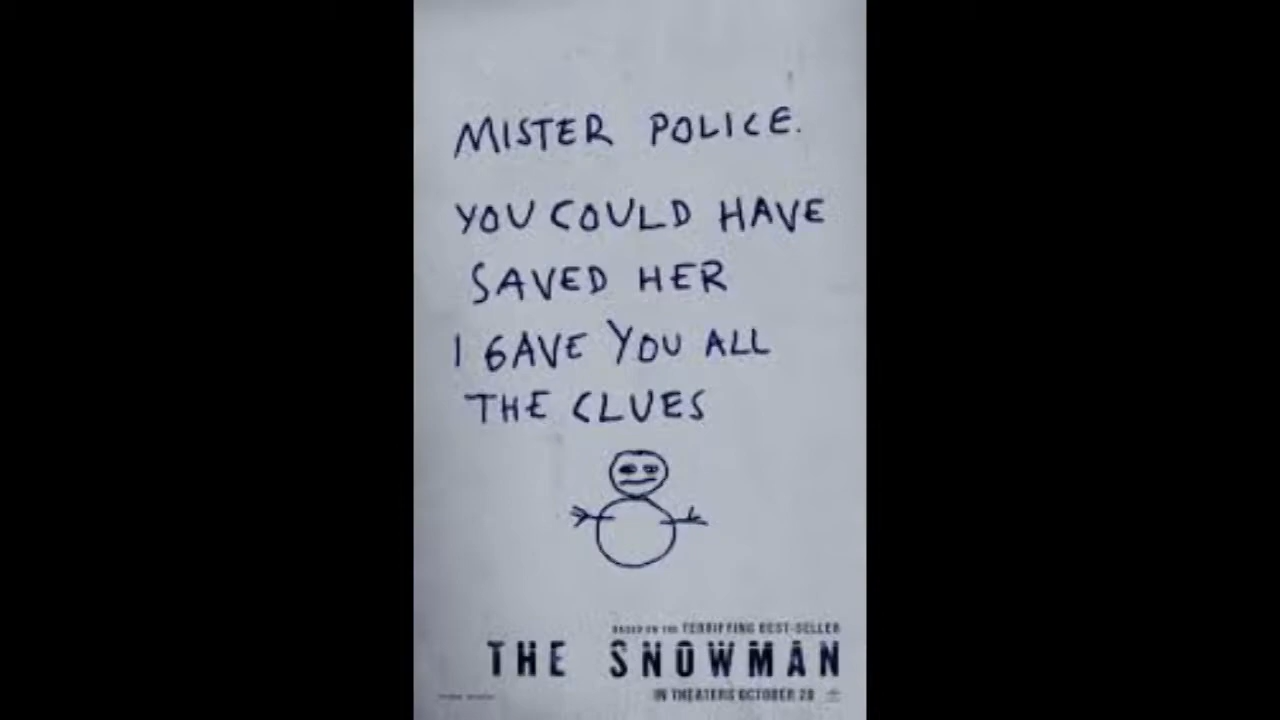 MISTER POLICE.
YOU COULD HAVE
SAVED HER
I GAVE YOU ALL
THE CLUES
BASED ON THE TERRIFYING BEST-SELLER
THE SNOWMAN
IN THEATERS OCTOBER 20